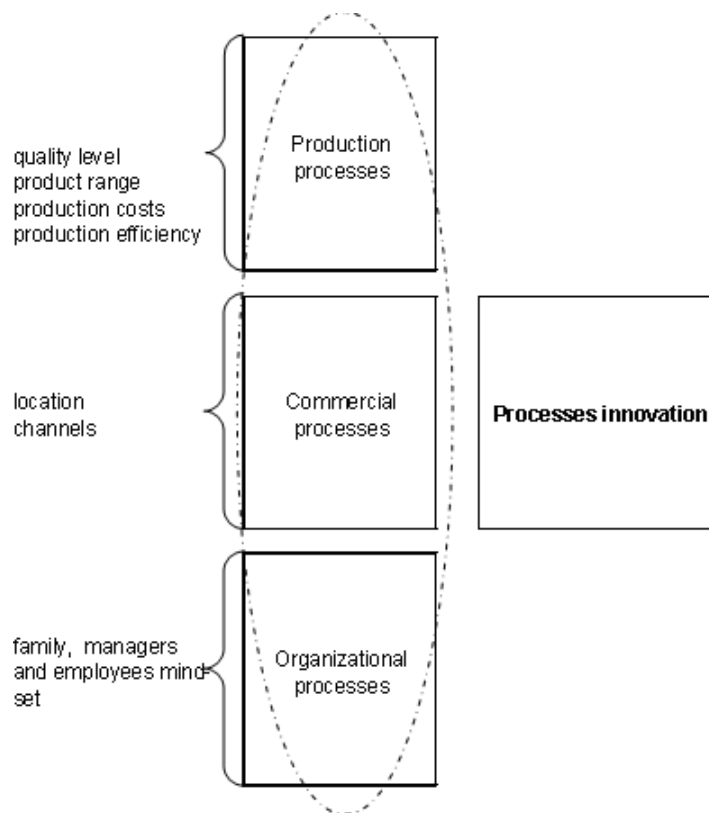 quality level
product range
production costs
production efficiency
Production
processes
location
channels
Commercial
processes
Processes innovation
family, managers
and employees mind-
set
Organizational
processes